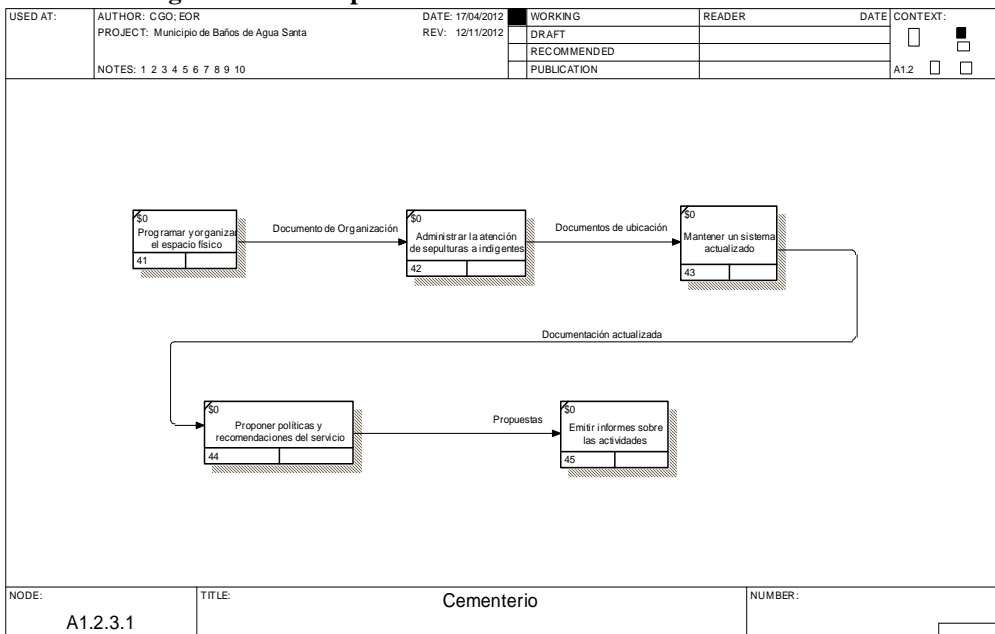 USED AT:
AUTHOR: CGO; EOR
DATE: 17/04/2012
WORKING
READER
DATE
CONTEXT:
PROJECT: Municipio de Baños de Agua Santa
REV: 12/11/2012
DRAFT
RECOMMENDED
NOTES: 1 2 3 4 5 6 7 8 9 10
PUBLICATION
A1.2
$0
Programar y organizar
el espacio físico
41
Documento de Organización
$0
Administrar la atención
de sepulturas a indigentes
42
Documentos de ubicación
$0
Mantener un sistema
actualizado
43
Documentación actualizada
$0
Proponer políticas y
recomendaciones del servicio
44
Propuestas
$0
Emitir informes sobre
las actividades
45
NODE:
A1.2.3.1
TITLE:
Cementerio
NUMBER: